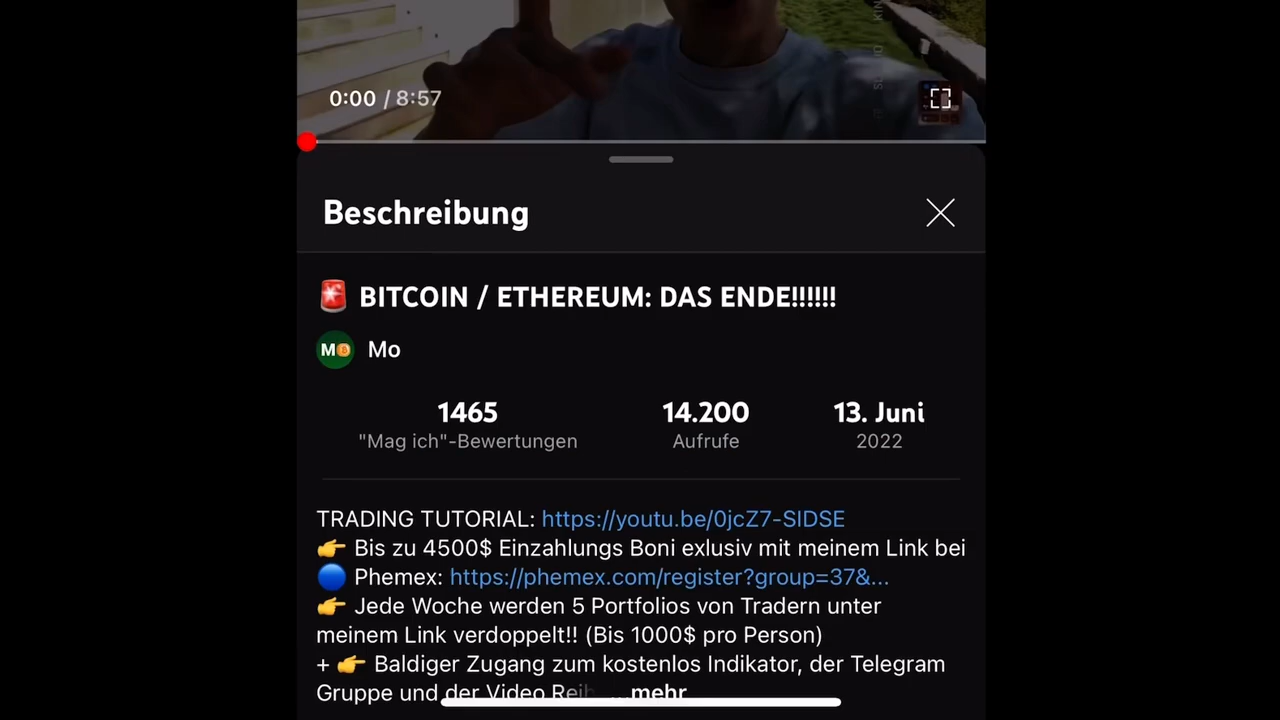 0:00 / 8:57
Beschreibung
🚨 BITCOIN / ETHEREUM: DAS ENDE!!!!!!
Mo
1465 14.200 13. Juni
"Mag ich"-Bewertungen Aufrufe 2022
TRADING TUTORIAL: https://youtu.be/0jcZ7-SIDSE
👉 Bis zu 4500$ Einzahlungs Boni exlusiv mit meinem Link bei
🔵 Phemex: https://phemex.com/register?group=37&...
👉 Jede Woche werden 5 Portfolios von Tradern unter
meinem Link verdoppelt!! (Bis 1000$ pro Person)
+ 👉 Baldiger Zugang zum kostenlos Indikator, der Telegram
Gruppe und der Video Reih ...mehr